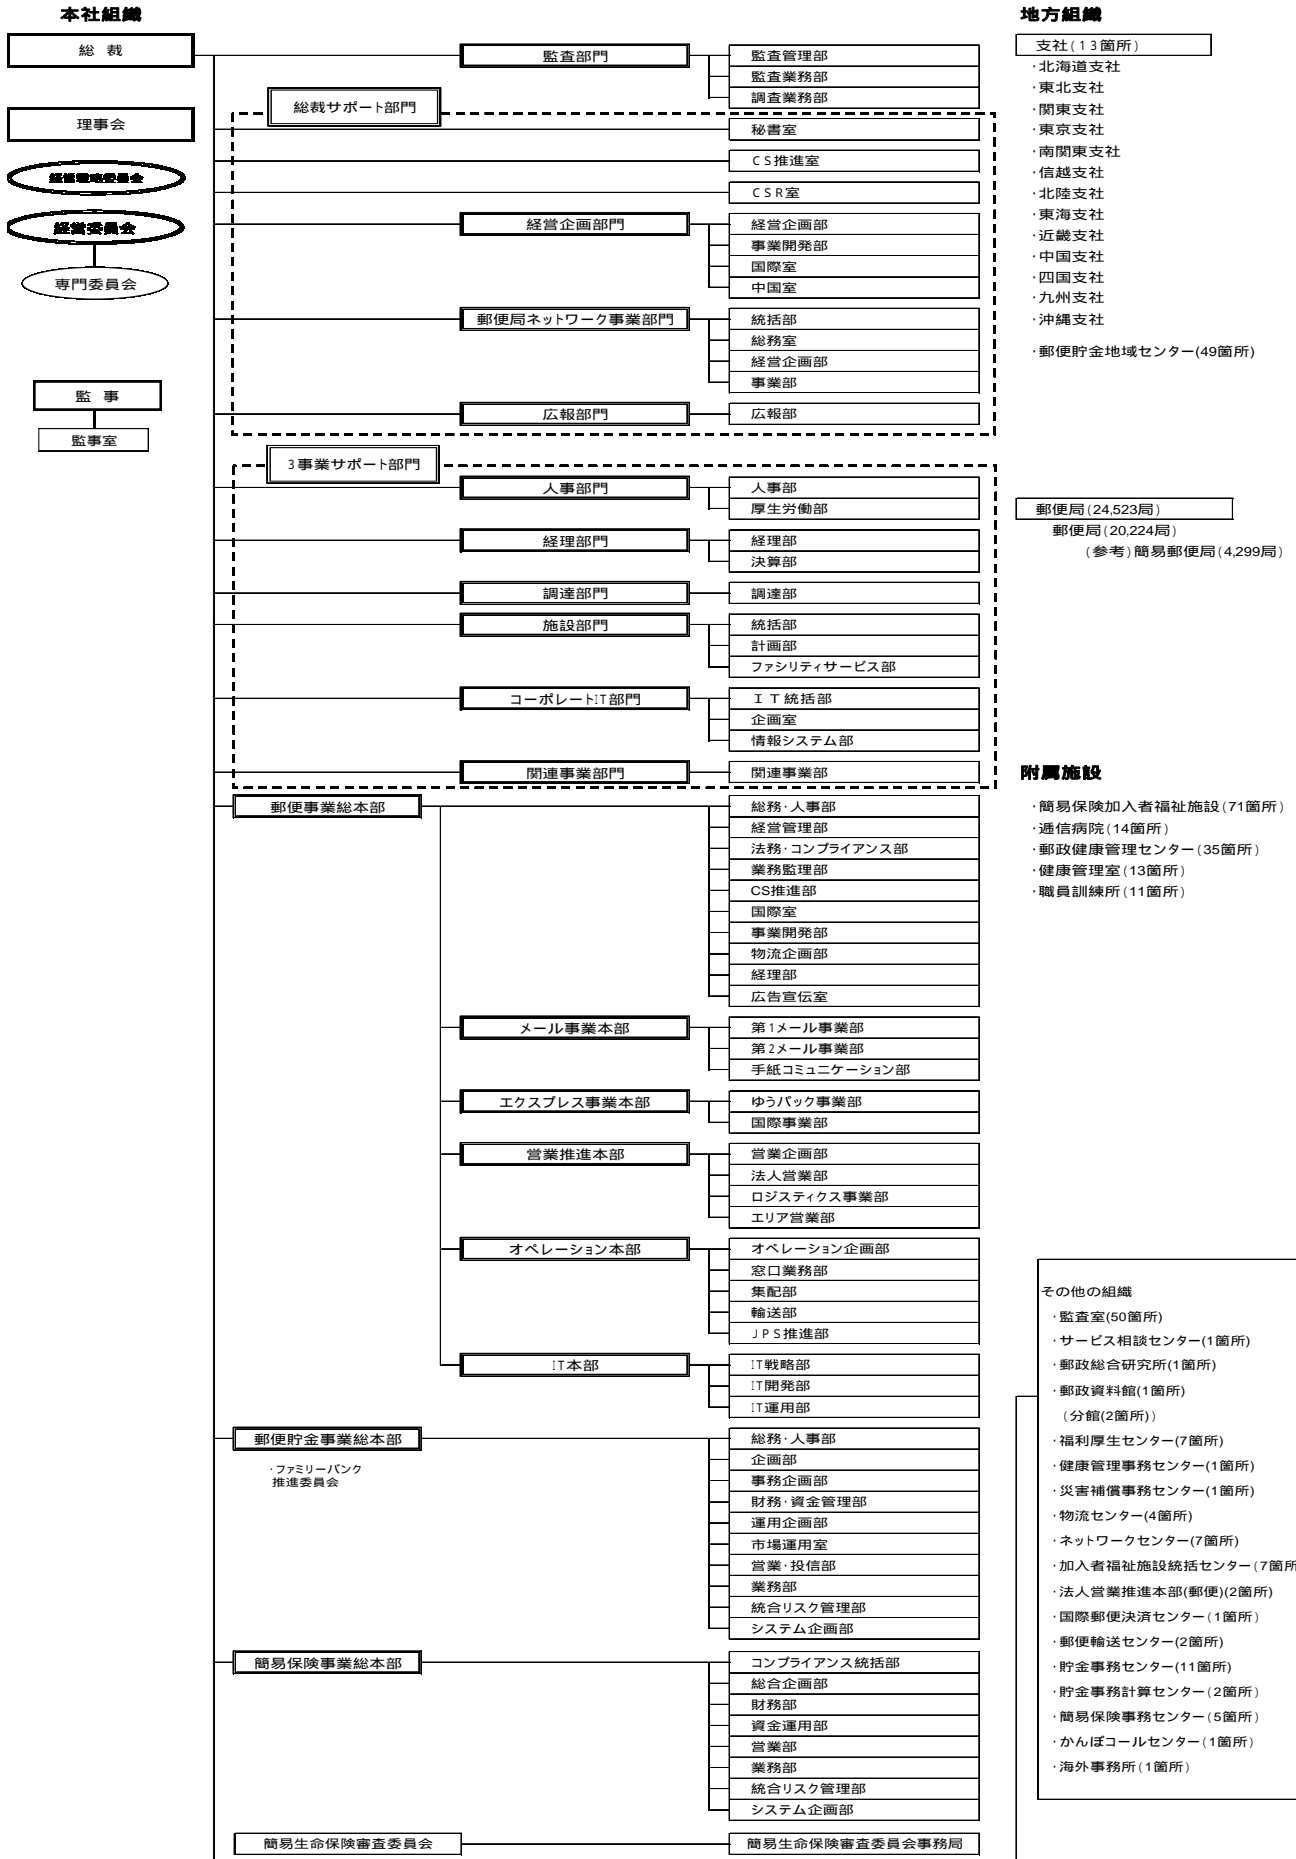 本社組織
総 裁
理事会
経営戦略委員会
経営委員会
専門委員会
監 事
監事室
監査部門
監査管理部
監査業務部
調査業務部
総裁サポート部門
秘書室
CS推進室
CSR室
経営企画部門
経営企画部
事業開発部
国際室
中国室
郵便局ネットワーク事業部門
統括部
総務室
経営企画部
事業部
広報部門
広報部
3事業サポート部門
人事部門
人事部
厚生労働部
経理部門
経理部
決算部
調達部門
調達部
施設部門
統括部
計画部
ファシリティサービス部
コーポレートIT部門
IT統括部
企画室
情報システム部
関連事業部門
関連事業部
郵便事業総本部
総務・人事部
経営管理部
法務・コンプライアンス部
業務監理部
CS推進部
国際室
事業開発部
物流企画部
経理部
広告宣伝室
メール事業本部
第1メール事業部
第2メール事業部
手紙コミュニケーション部
エクスプレス事業本部
ゆうパック事業部
国際事業部
営業推進本部
営業企画部
法人営業部
ロジスティクス事業部
エリア営業部
オペレーション本部
オペレーション企画部
窓口業務部
集配部
輸送部
JPS推進部
IT本部
IT戦略部
IT開発部
IT運用部
郵便貯金事業総本部
・ファミリーバンク
推進委員会
総務・人事部
企画部
事務企画部
財務・資金管理部
運用企画部
市場運用室
営業・投信部
業務部
統合リスク管理部
システム企画部
簡易保険事業総本部
コンプライアンス統括部
総合企画部
財務部
資金運用部
営業部
業務部
統合リスク管理部
システム企画部
簡易生命保険審査委員会
簡易生命保険審査委員会事務局
地方組織
支社(13箇所)
・北海道支社
・東北支社
・関東支社
・東京支社
・南関東支社
・信越支社
・北陸支社
・東海支社
・近畿支社
・中国支社
・四国支社
・九州支社
・沖縄支社
・郵便貯金地域センター(49箇所)
郵便局(24,523局)
郵便局(20,224局)
(参考)簡易郵便局(4,299局)
附属施設
・簡易保険加入者福祉施設(71箇所)
・逓信病院(14箇所)
・郵政健康管理センター(35箇所)
・健康管理室(13箇所)
・職員訓練所(11箇所)
その他の組織
・監査室(50箇所)
・サービス相談センター(1箇所)
・郵政総合研究所(1箇所)
・郵政資料館(1箇所)
(分館(2箇所))
・福利厚生センター(7箇所)
・健康管理事務センター(1箇所)
・災害補償事務センター(1箇所)
・物流センター(4箇所)
・ネットワークセンター(7箇所)
・加入者福祉施設統括センター(7箇所
・法人営業推進本部(郵便)(2箇所)
・国際郵便決済センター(1箇所)
・郵便輸送センター(2箇所)
・貯金事務センター(11箇所)
・貯金事務計算センター(2箇所)
・簡易保険事務センター(5箇所)
・かんぽコールセンター(1箇所)
・海外事務所(1箇所)